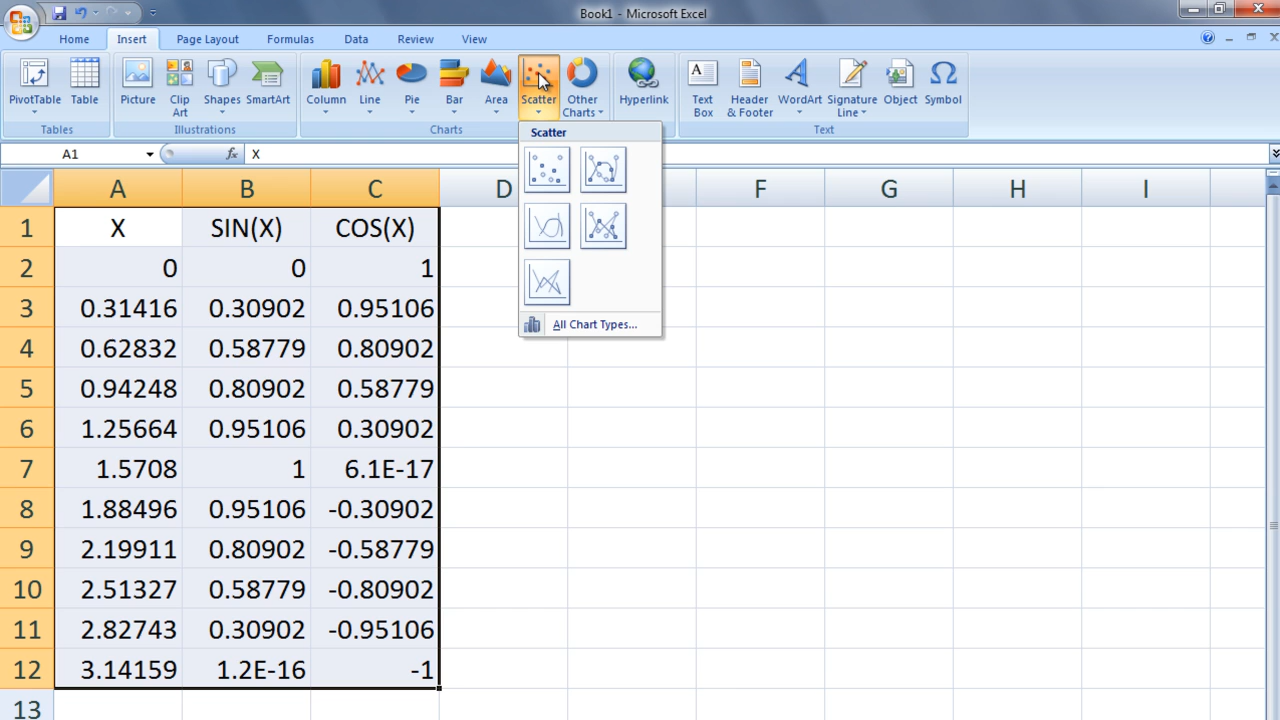 Book1 - Microsoft Excel
Home Insert Page Layout Formulas Data Review View
PivotTable Table Picture Clip Art Shapes SmartArt Column Line Pie Bar Area Scatter Other Charts Hyperlink Text Box Header & Footer WordArt Signature Line Object Symbol
Tables Illustrations Charts Text
A1 fx X
Scatter
All Chart Types...
A B C D F G H I
1 X SIN(X) COS(X)
2 0 0 1
3 0.31416 0.30902 0.95106
4 0.62832 0.58779 0.80902
5 0.94248 0.80902 0.58779
6 1.25664 0.95106 0.30902
7 1.5708 1 6.1E-17
8 1.88496 0.95106 -0.30902
9 2.19911 0.80902 -0.58779
10 2.51327 0.58779 -0.80902
11 2.82743 0.30902 -0.95106
12 3.14159 1.2E-16 -1
13